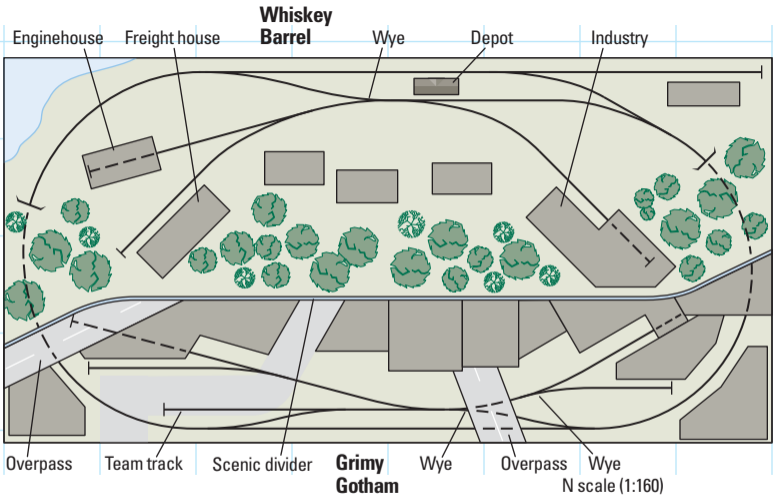 Whiskey
Barrel
Enginehouse
Freight house
Wye
Depot
Industry
Overpass
Team track
Scenic divider
Grimy
Gotham
Wye
Overpass
Wye
N scale (1:160)